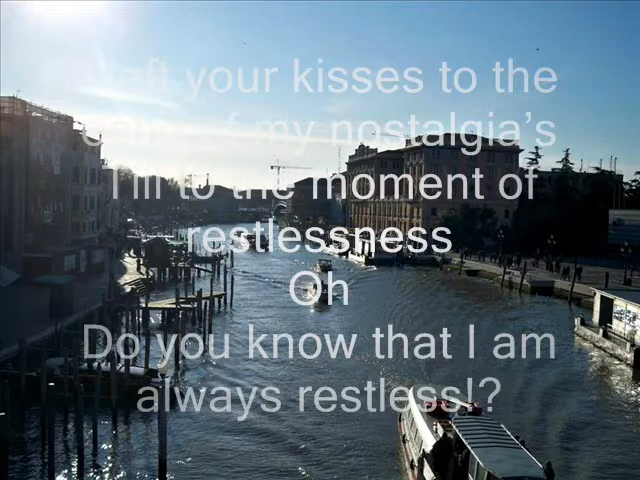 your kisses to the
of my nostalgia's
Till to the moment of
restlessness
Oh
Do you know that I am
always restless!?